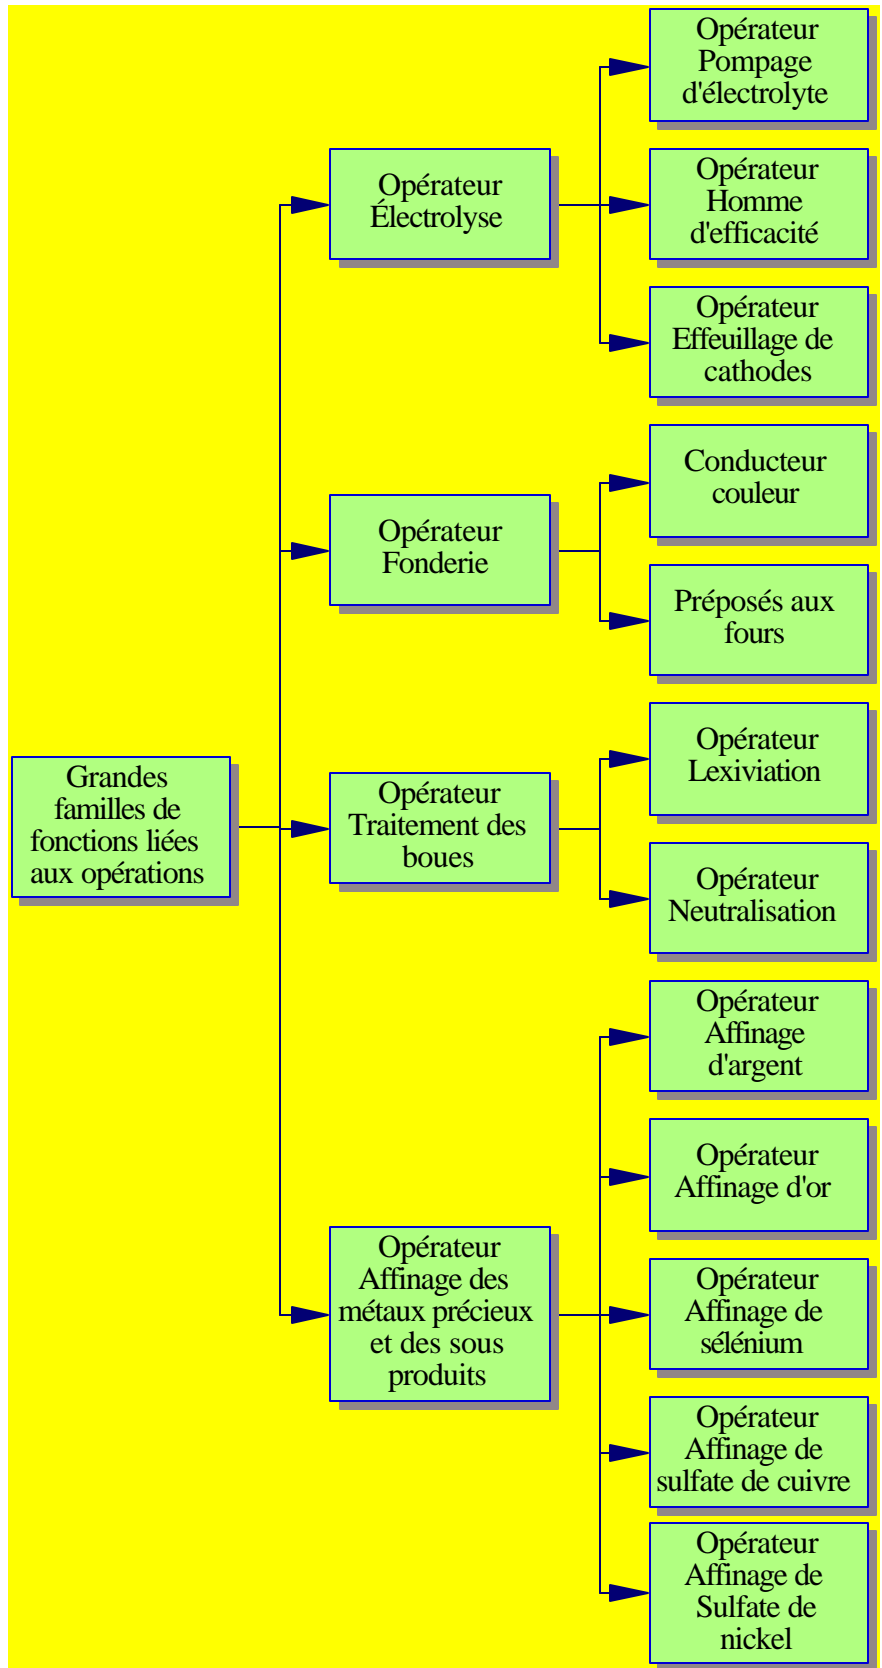 Grandes
familles de
fonctions liées
aux opérations
Opérateur
Électrolyse
Opérateur
Pompage
d'électrolyte
Opérateur
Homme
d'efficacité
Opérateur
Effeuillage de
cathodes
Opérateur
Fonderie
Conducteur
couleur
Préposés aux
fours
Opérateur
Traitement des
boues
Opérateur
Lexiviation
Opérateur
Neutralisation
Opérateur
Affinage des
métaux précieux
et des sous
produits
Opérateur
Affinage
d'argent
Opérateur
Affinage d'or
Opérateur
Affinage de
sélénium
Opérateur
Affinage de
sulfate de cuivre
Opérateur
Affinage de
Sulfate de
nickel